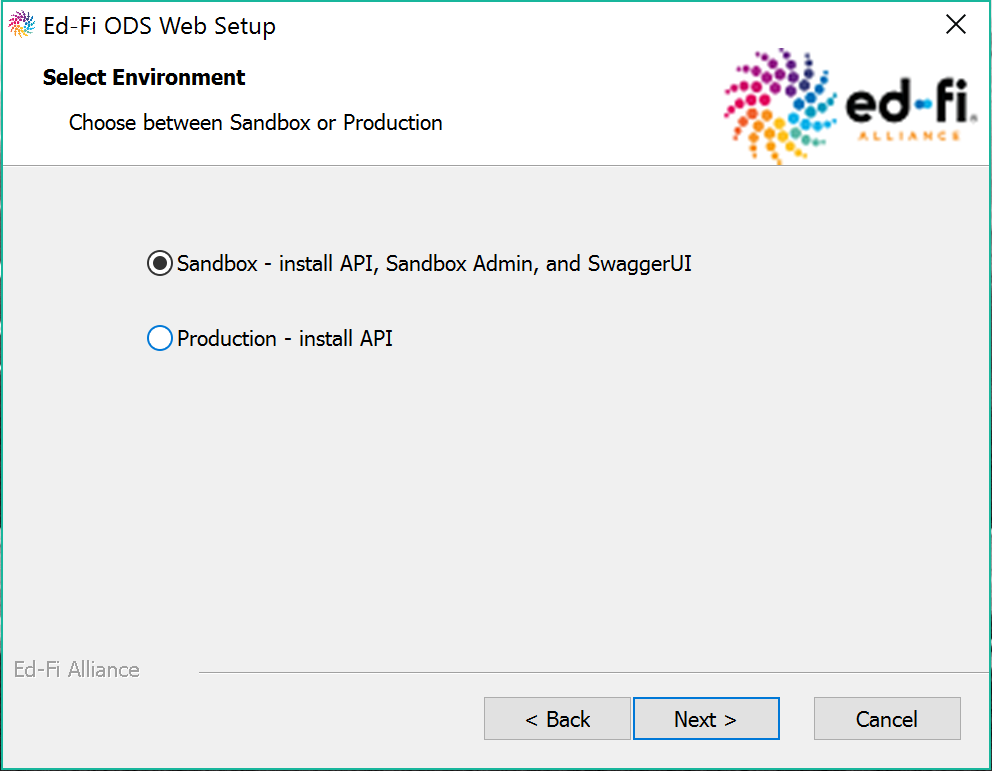 Ed-Fi ODS Web Setup
Select Environment
Choose between Sandbox or Production
ed-fi®
ALLIANCE
Sandbox - install API, Sandbox Admin, and SwaggerUI
Production - install API
Ed-Fi Alliance
< Back
Next >
Cancel